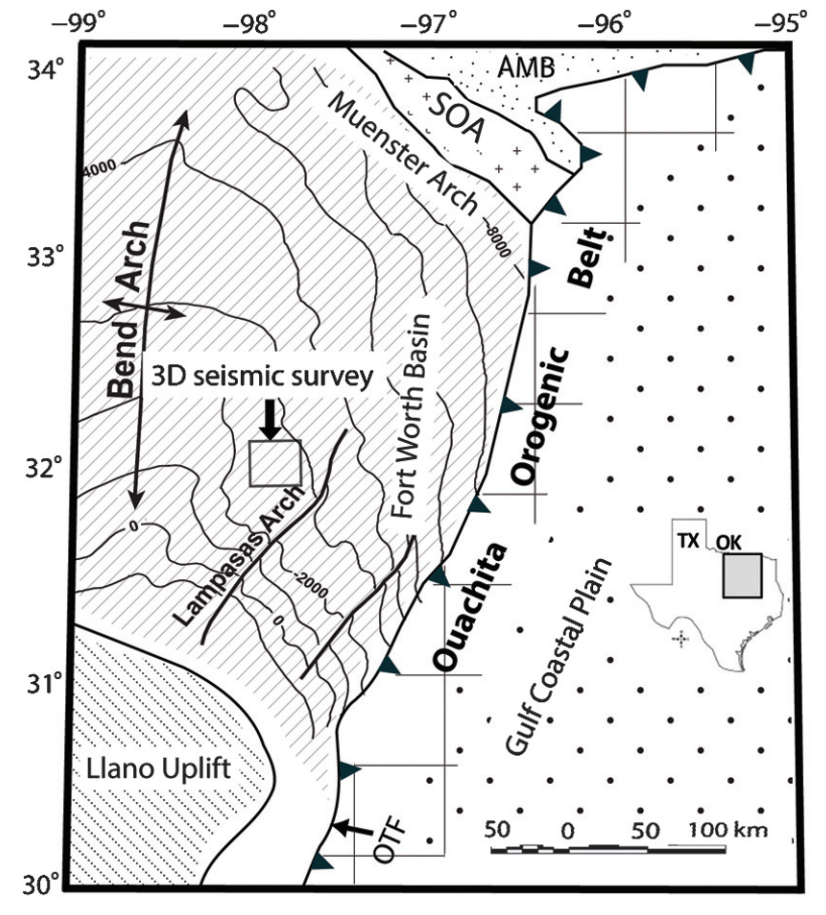 −99°
−98°
−97°
−96°
−95°
34°
AMB
SOA
Muenster Arch
4000
-8000
33°
Bend Arch
Belt
3D seismic survey
Fort Worth Basin
Orogenic
32°
0
Lampasas Arch
-2000
0
TX OK
Ouachita
Gulf Coastal Plain
31°
Llano Uplift
50 0 50 100 km
OTF
30°